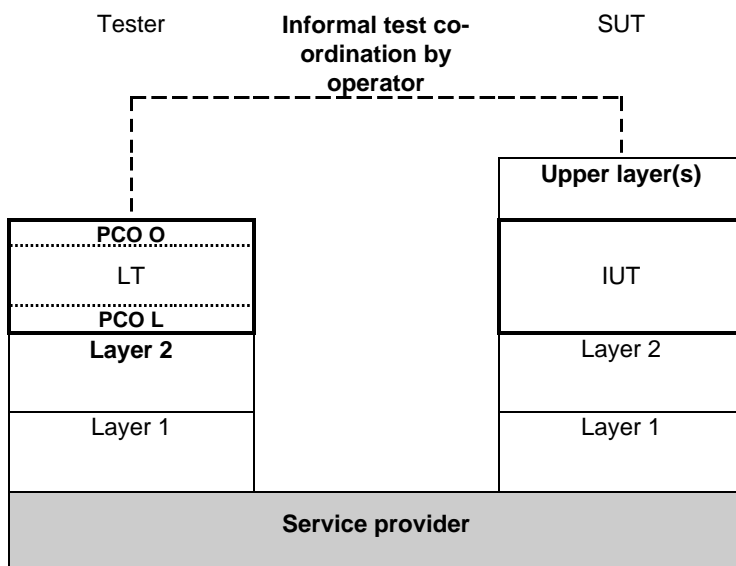 Tester
Informal test co-
ordination by
operator
SUT
Upper layer(s)
PCO O
LT
PCO L
IUT
Layer 2
Layer 2
Layer 1
Layer 1
Service provider